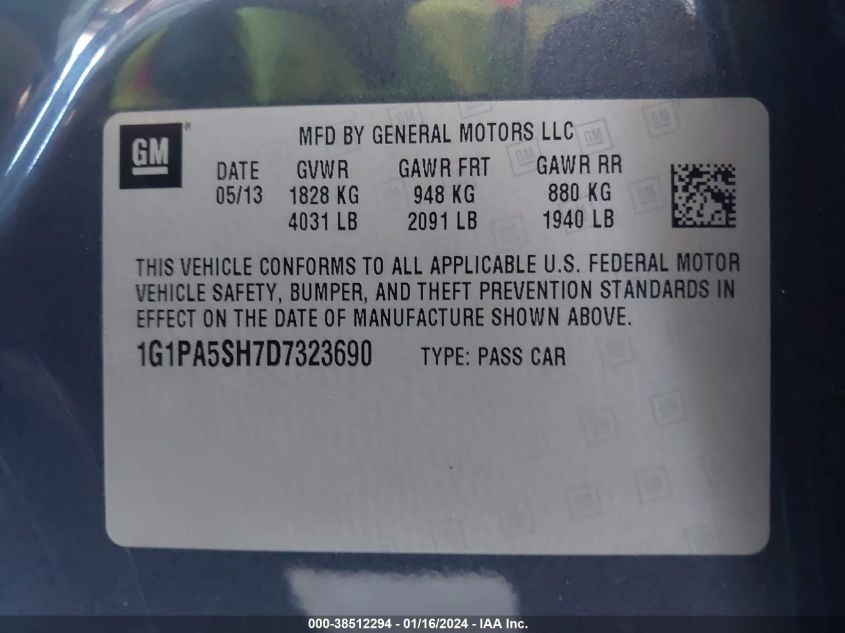 GM ®
MFD BY GENERAL MOTORS LLC
DATE GVWR GAWR FRT GAWR RR
05/13 1828 KG 948 KG 880 KG
4031 LB 2091 LB 1940 LB
THIS VEHICLE CONFORMS TO ALL APPLICABLE U.S. FEDERAL MOTOR
VEHICLE SAFETY, BUMPER, AND THEFT PREVENTION STANDARDS IN
EFFECT ON THE DATE OF MANUFACTURE SHOWN ABOVE.
1G1PA5SH7D7323690 TYPE: PASS CAR
000-38512294 - 01/16/2024 - IAA Inc.